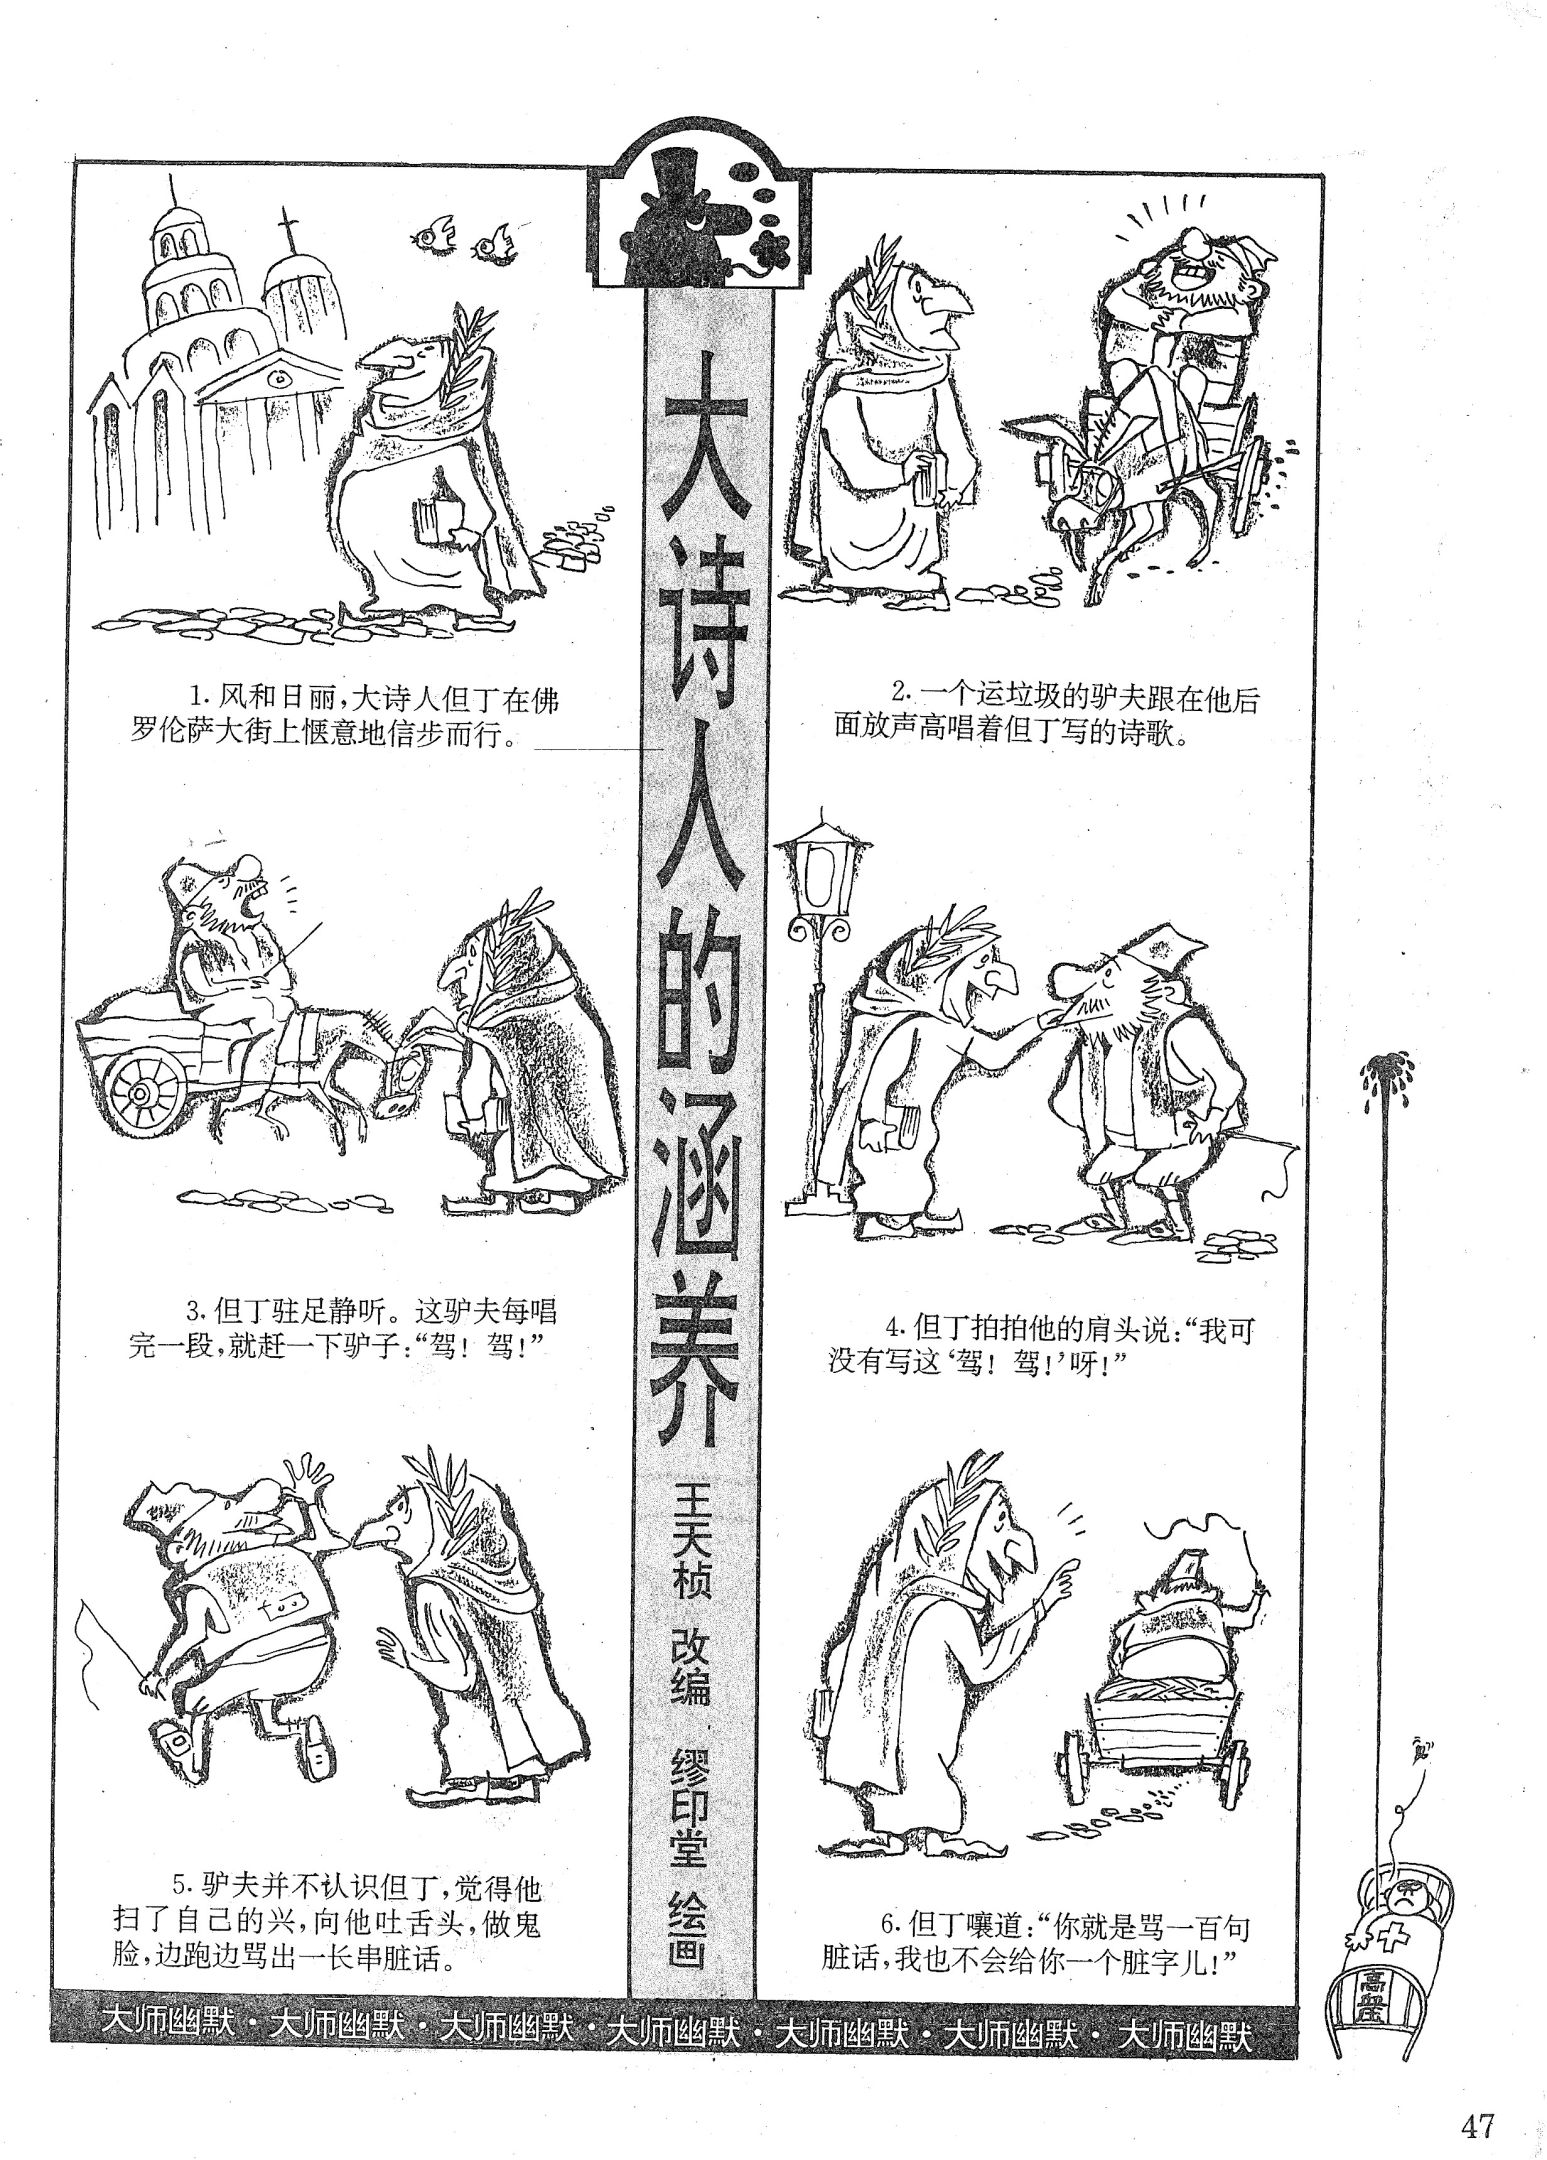 大诗人的涵养
王天桢 改编 缪印堂 绘画
1. 风和日丽，大诗人但丁在佛
罗伦萨大街上惬意地信步而行。
2. 一个运垃圾的驴夫跟在他后
面放声高唱着但丁写的诗歌。
3. 但丁驻足静听。这驴夫每唱
完一段，就赶一下驴子：“驾！驾！”
4. 但丁拍拍他的肩头说：“我可
没有写这‘驾！驾！’呀！”
5. 驴夫并不认识但丁，觉得他
扫了自己的兴，向他吐舌头，做鬼
脸，边跑边骂出一长串脏话。
6. 但丁嚷道：“你就是骂一百句
脏话，我也不会给你一个脏字儿！”
大师幽默·大师幽默·大师幽默·大师幽默·大师幽默·大师幽默·大师幽默
高血压
47